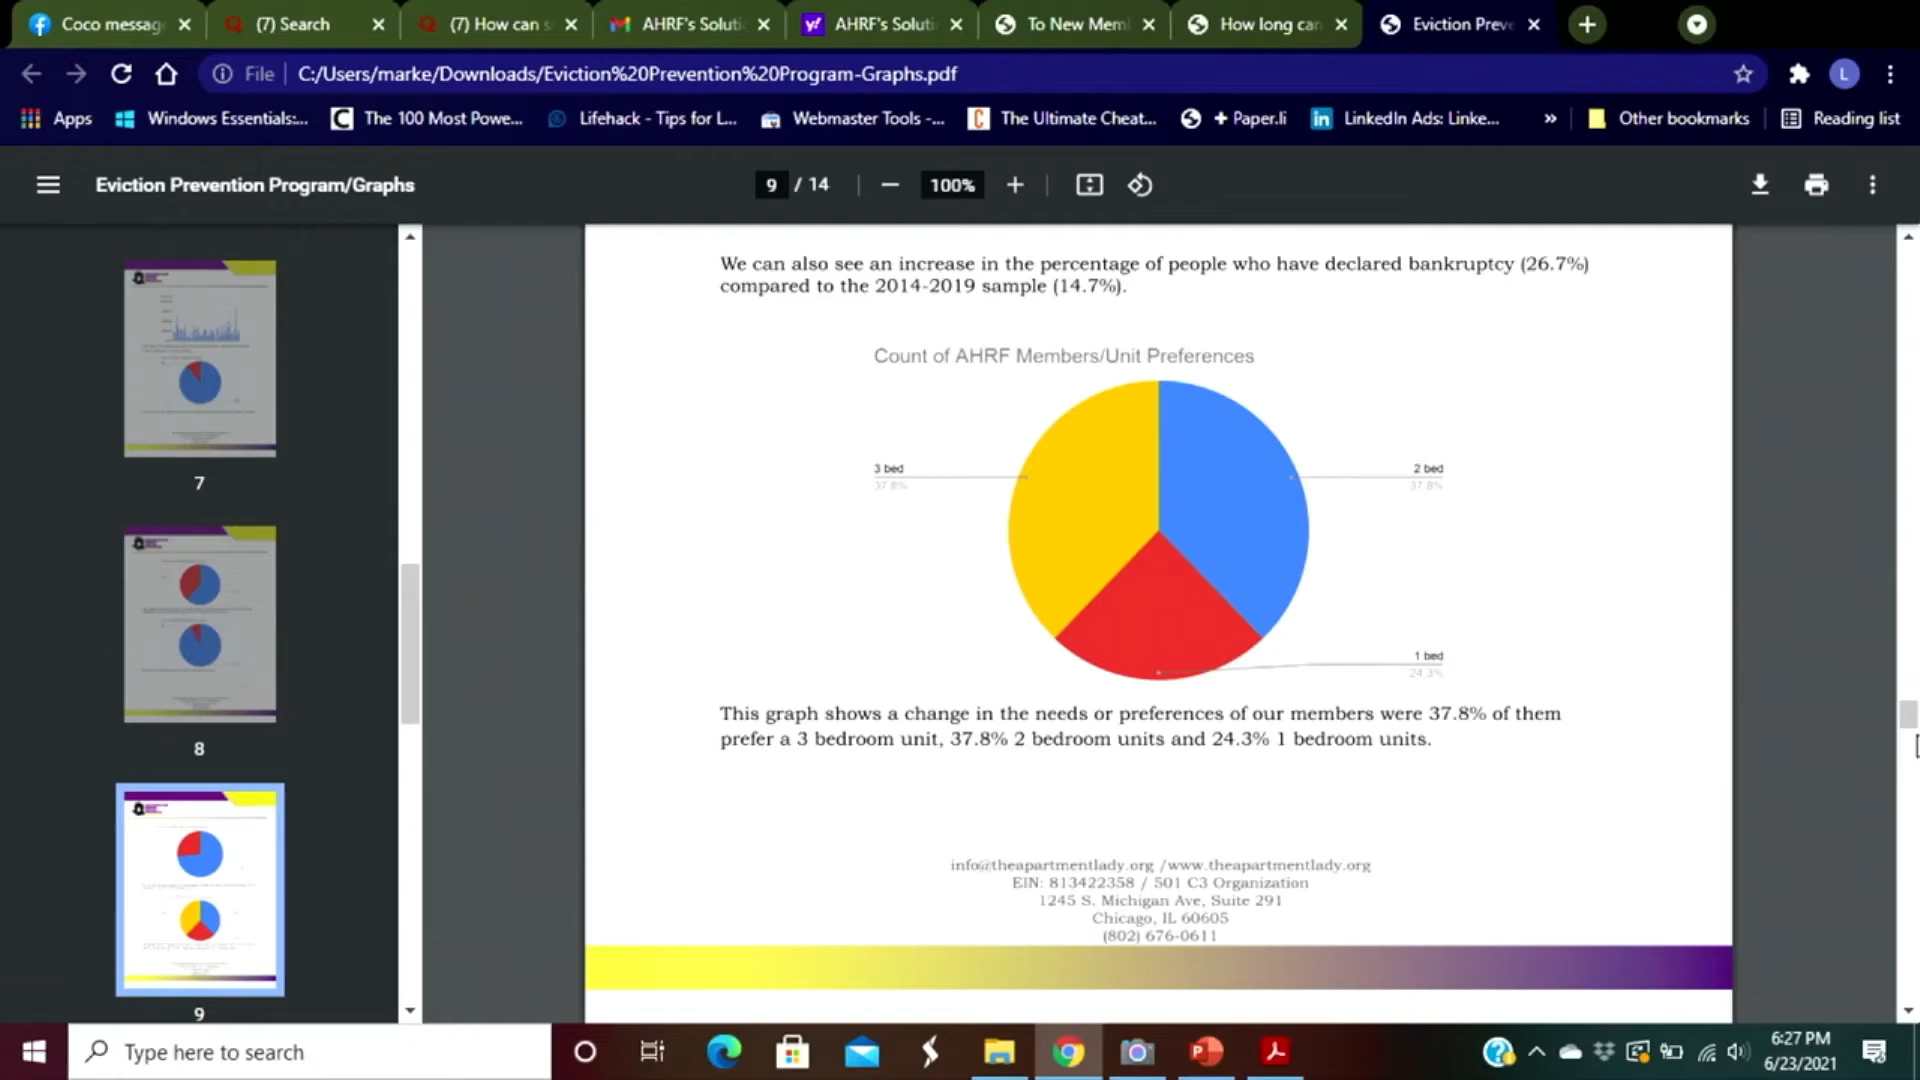 Coco messag
(7) Search
(7) How can s
AHRF's Soluti
AHRF's Soluti
To New Mem
How long can
Eviction Prev
File
C:/Users/marke/Downloads/Eviction%20Prevention%20Program-Graphs.pdf
L
Apps
Windows Essentials:...
The 100 Most Powe...
Lifehack - Tips for L...
Webmaster Tools -...
The Ultimate Cheat...
+ Paper.li
LinkedIn Ads: Linke...
»
Other bookmarks
Reading list
Eviction Prevention Program/Graphs
9 / 14
100%
7
8
9
We can also see an increase in the percentage of people who have declared bankruptcy (26.7%)
compared to the 2014-2019 sample (14.7%).
Count of AHRF Members/Unit Preferences
3 bed
37.8%
2 bed
37.8%
1 bed
24.3%
This graph shows a change in the needs or preferences of our members were 37.8% of them
prefer a 3 bedroom unit, 37.8% 2 bedroom units and 24.3% 1 bedroom units.
info@theapartmentlady.org /www.theapartmentlady.org
EIN: 813422358 / 501 C3 Organization
1245 S. Michigan Ave, Suite 291
Chicago, IL 60605
(802) 676-0611
Type here to search
6:27 PM
6/23/2021